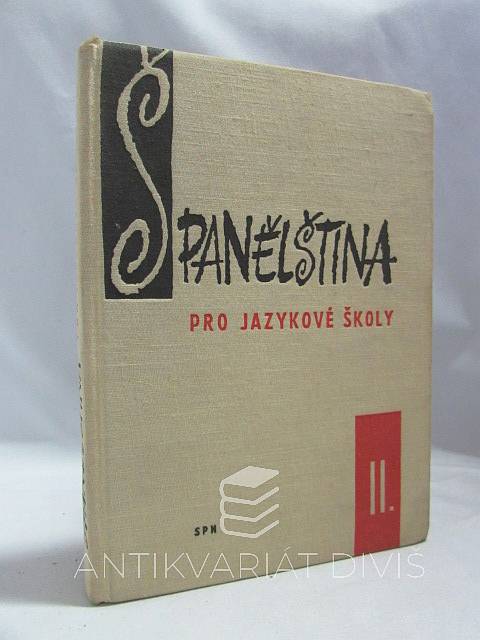 ŠPANĚLŠTINA
PRO JAZYKOVÉ ŠKOLY
II.
SPN
ANTIKVARIÁT DIVIŠ